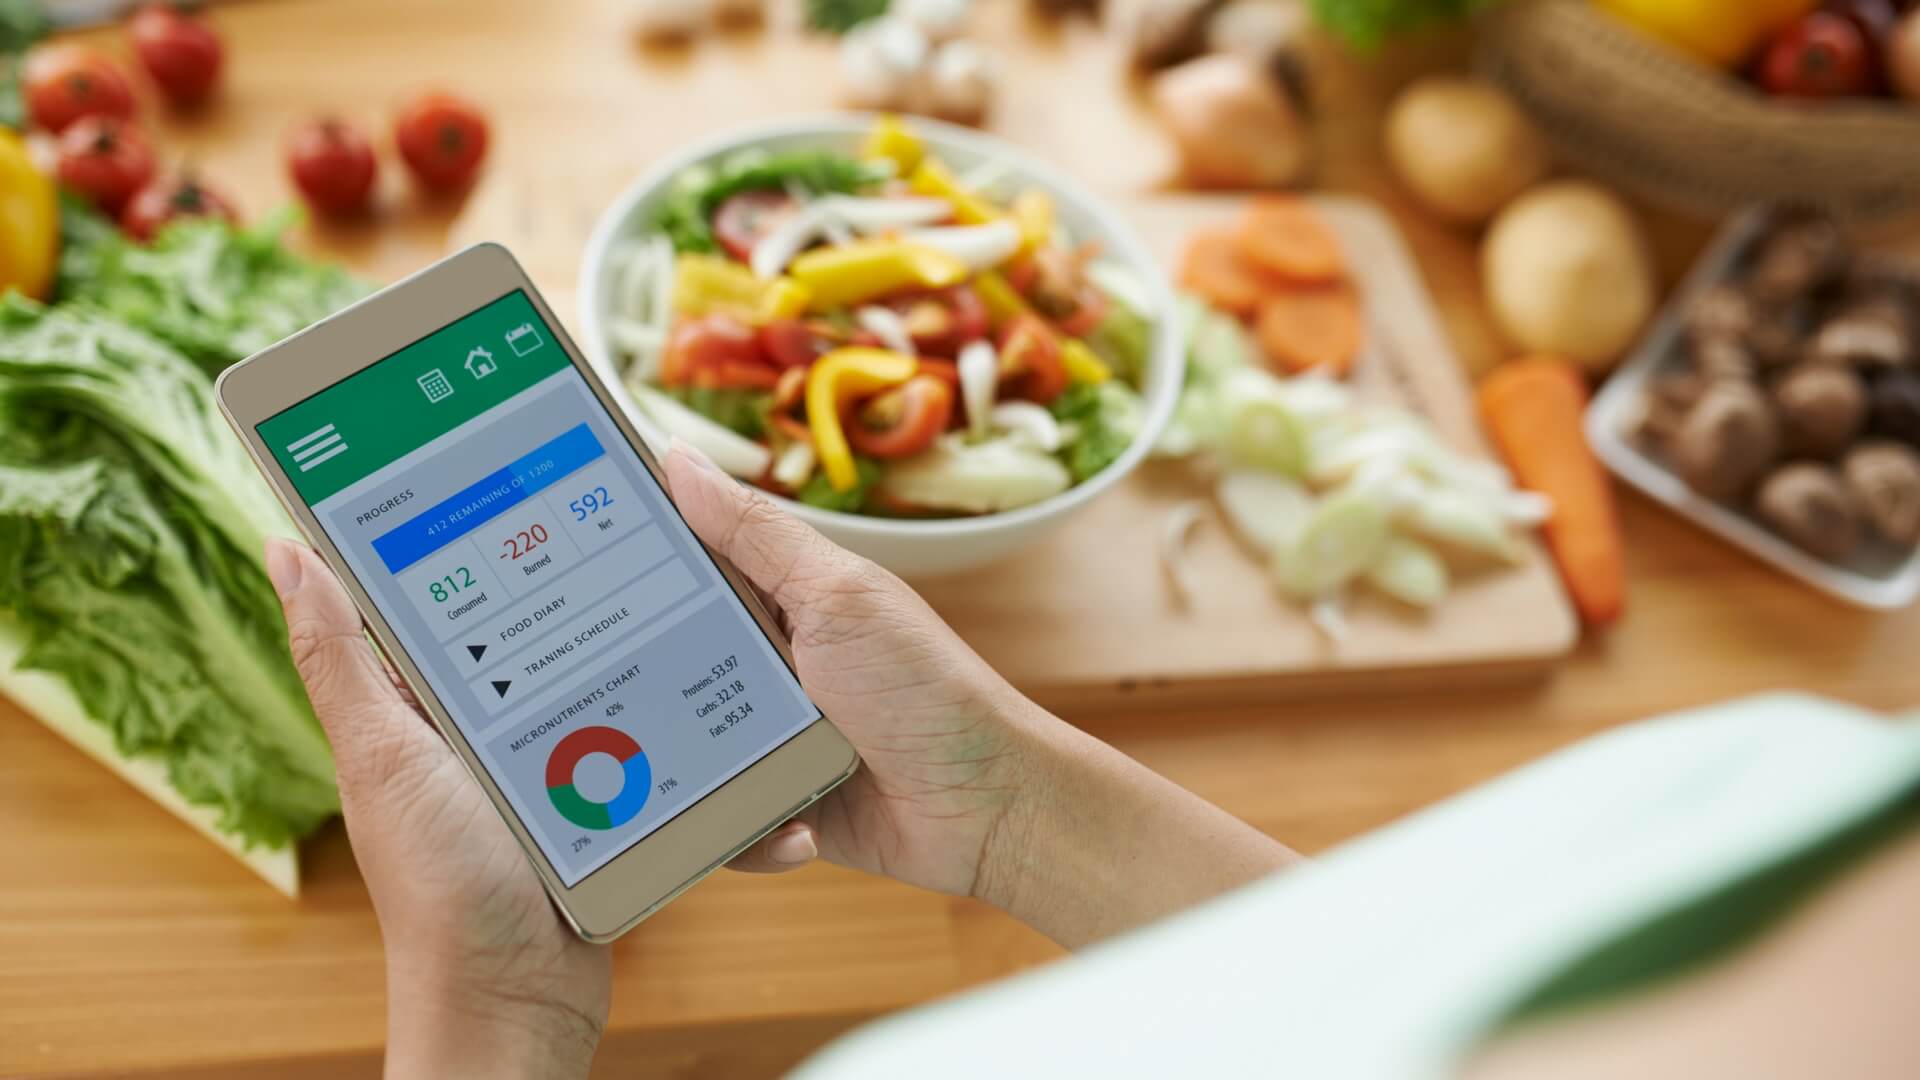 PROGRESS
412 REMAINING OF 1200
812 -220 592
Consumed Burned Net
FOOD DIARY
TRANING SCHEDULE
MICRONUTRIENTS CHART
42%
31%
27%
Proteins: 53.97
Carbs: 32.18
Fats: 95.34